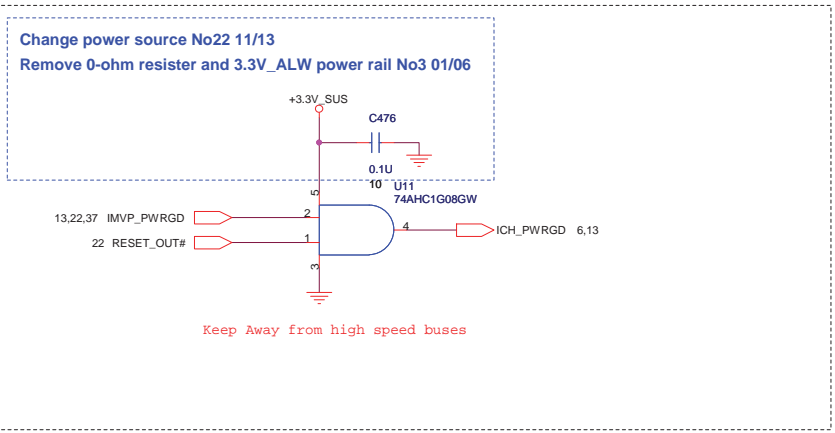 Change power source No22 11/13
Remove 0-ohm resister and 3.3V_ALW power rail No3 01/06
+3.3V_SUS
C476
0.1U
10
U11
74AHC1G08GW
5
13,22,37 IMVP_PWRGD
2
22 RESET_OUT#
1
4
ICH_PWRGD 6,13
3
Keep Away from high speed buses